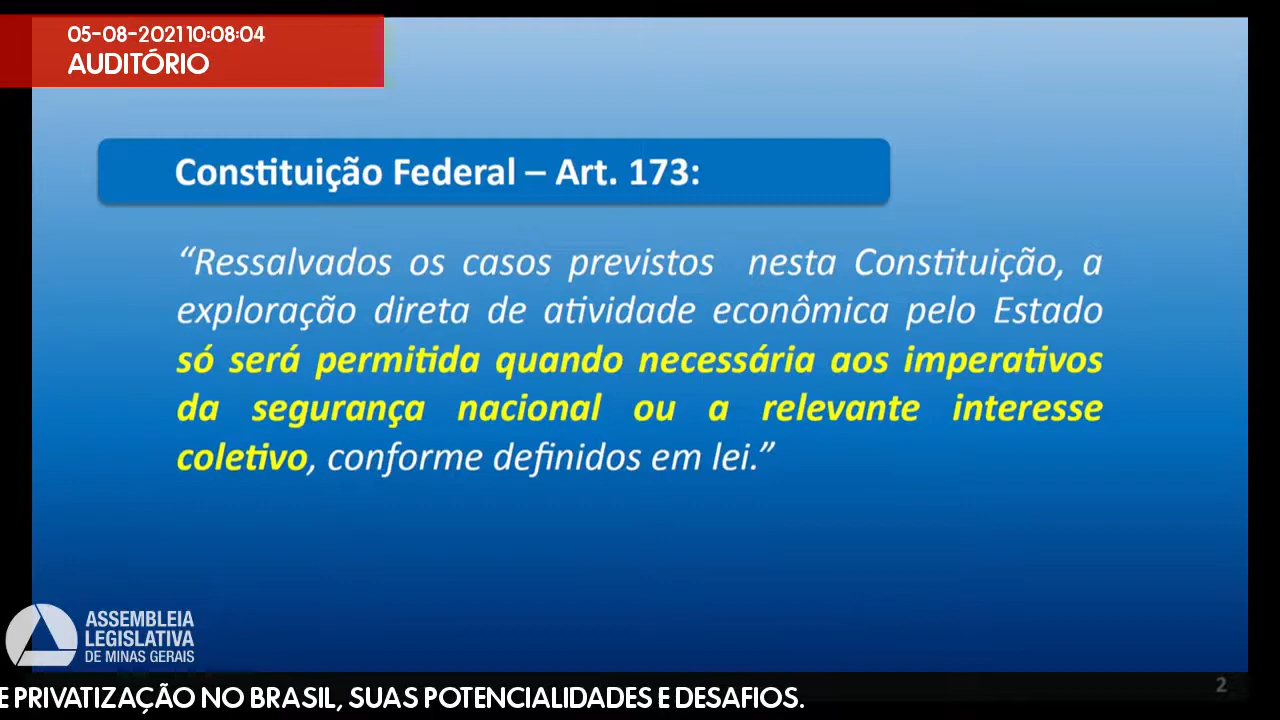 05-08-2021 10:08:04
AUDITÓRIO
Constituição Federal – Art. 173:
“Ressalvados os casos previstos nesta Constituição, a
exploração direta de atividade econômica pelo Estado
só será permitida quando necessária aos imperativos
da segurança nacional ou a relevante interesse
coletivo, conforme definidos em lei.”
ASSEMBLEIA
LEGISLATIVA
DE MINAS GERAIS
2
E PRIVATIZAÇÃO NO BRASIL, SUAS POTENCIALIDADES E DESAFIOS.